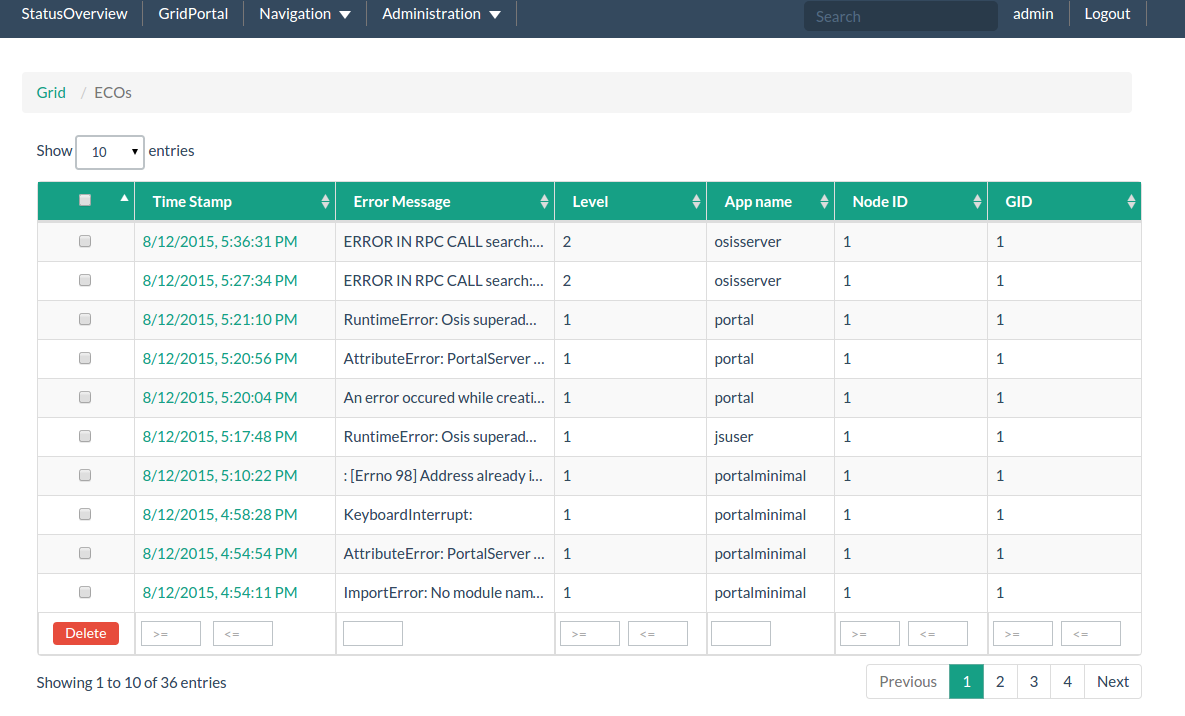 StatusOverview GridPortal Navigation ▼ Administration ▼ Search admin Logout
Grid / ECOs
Show 10 entries
Time Stamp Error Message Level App name Node ID GID
8/12/2015, 5:36:31 PM ERROR IN RPC CALL search:... 2 osisserver 1 1
8/12/2015, 5:27:34 PM ERROR IN RPC CALL search:... 2 osisserver 1 1
8/12/2015, 5:21:10 PM RuntimeError: Osis superad... 1 portal 1 1
8/12/2015, 5:20:56 PM AttributeError: PortalServer ... 1 portal 1 1
8/12/2015, 5:20:04 PM An error occured while creati... 1 portal 1 1
8/12/2015, 5:17:48 PM RuntimeError: Osis superad... 1 jsuser 1 1
8/12/2015, 5:10:22 PM : [Errno 98] Address already i... 1 portalminimal 1 1
8/12/2015, 4:58:28 PM KeyboardInterrupt: 1 portalminimal 1 1
8/12/2015, 4:54:54 PM AttributeError: PortalServer ... 1 portalminimal 1 1
8/12/2015, 4:54:11 PM ImportError: No module nam... 1 portalminimal 1 1
Delete >= <= >= <= >= <= >= <=
Showing 1 to 10 of 36 entries Previous 1 2 3 4 Next